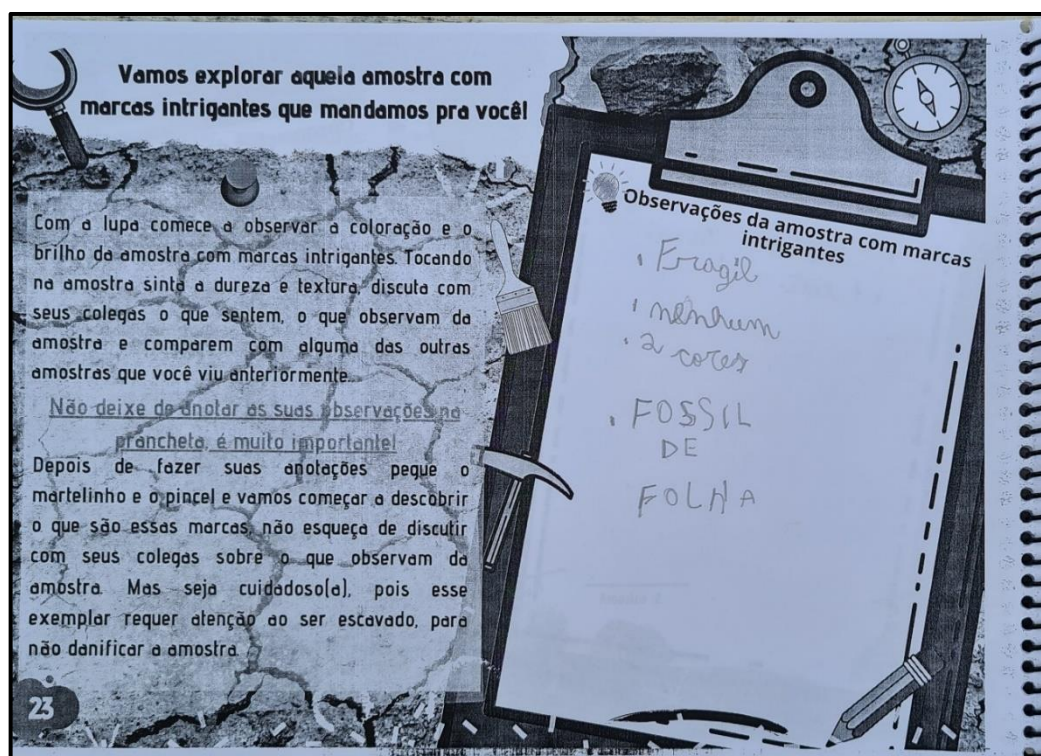 Vamos explorar aquela amostra com
marcas intrigantes que mandamos pra você!
Com a lupa comece a observar a coloração e o
brilho da amostra com marcas intrigantes. Tocando
na amostra sinta a dureza e textura, discuta com
seus colegas o que sentem, o que observam da
amostra e comparem com alguma das outras
amostras que você viu anteriormente.
Não deixe de anotar as suas observações na
prancheta, é muito importante!
Depois de fazer suas anotações pegue o
martelinho e o pincel e vamos começar a descobrir
o que são essas marcas, não esqueça de discutir
com seus colegas sobre o que observam da
amostra. Mas seja cuidadoso(a), pois esse
exemplar requer atenção ao ser escavado, para
não danificar a amostra.
23
Observações da amostra com marcas
intrigantes
. Fragil
. nenhum
. 2 cores
. FOSSIL
DE
FOLHA